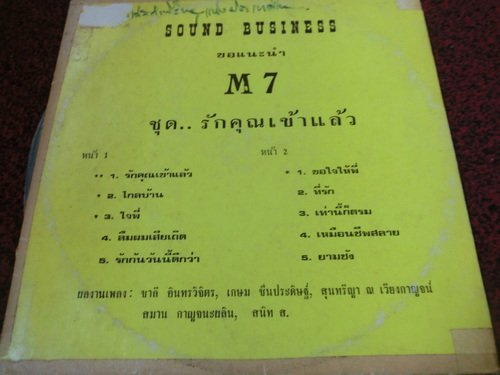 SOUND BUSINESS
ขอแนะนำ
M 7
ชุด.. รักคุณเข้าแล้ว
หน้า 1
หน้า 2
•• 1. รักคุณเข้าแล้ว
• 1. ขอใจให้พี่
• 2. ไกลบ้าน
2. ที่รัก
• 3. ใจพี่
3. เท่านี้ก็ตรม
4. ลืมผมเสียเถิด
4. เหมือนชีพสลาย
5. รักกันวันนี้ดีกว่า
5. ยามชัง
ผลงานเพลง: ชาลี อินทรวิจิตร, เกษม ชื่นประดิษฐ์, สุนทรียา ณ เวียงกาญจน์
สมาน กาญจนะผลิน, สนิท ส.